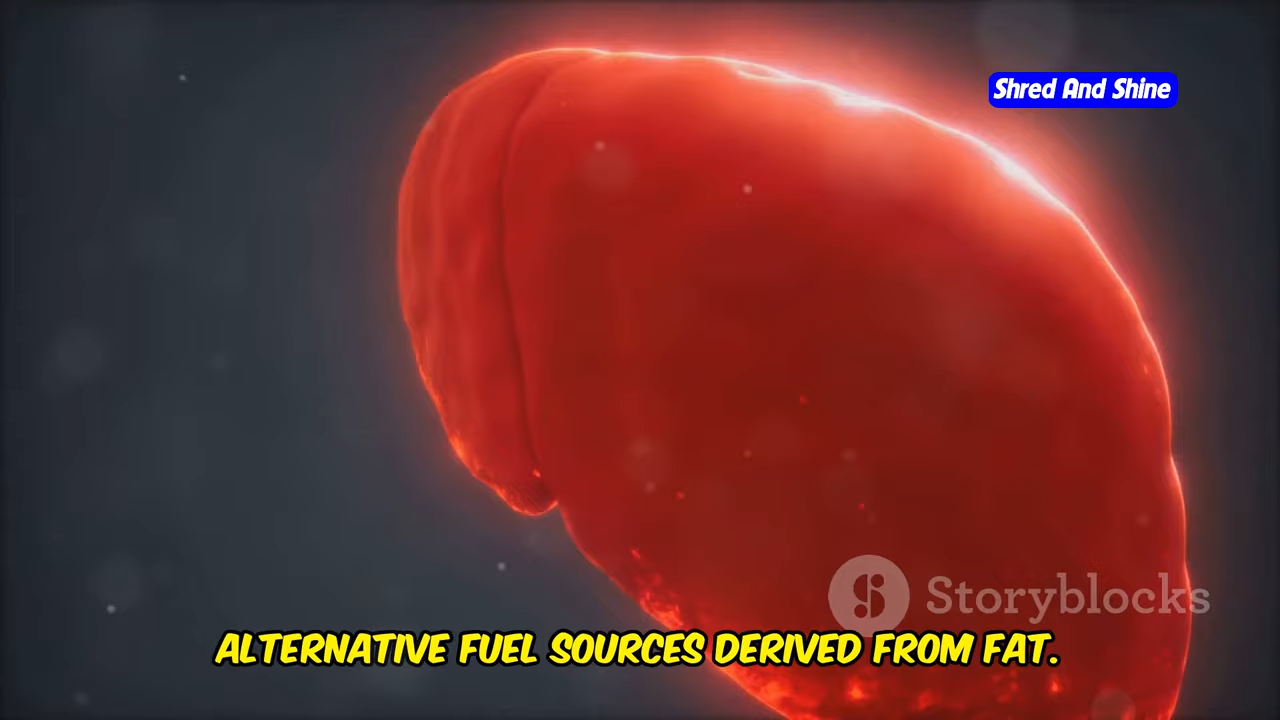 Shred And Shine
Storyblocks
ALTERNATIVE FUEL SOURCES DERIVED FROM FAT.